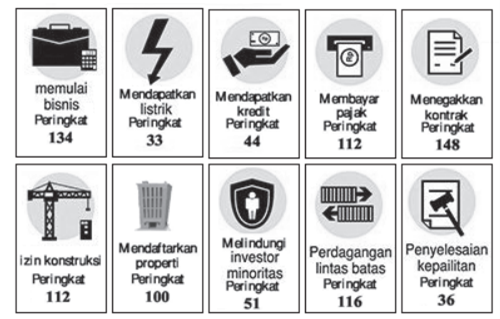 memulai
bisnis
Peringkat
134
Mendapatkan
listrik
Peringkat
33
Mendapatkan
kredit
Peringkat
44
Membayar
pajak
Peringkat
112
Menegakkan
kontrak
Peringkat
148
izin konstruksi
Peringkat
112
Mendaftarkan
properti
Peringkat
100
Melindungi
investor
minoritas
Peringkat
51
Perdagangan
lintas batas
Peringkat
116
Penyelesaian
kepailitan
Peringkat
36